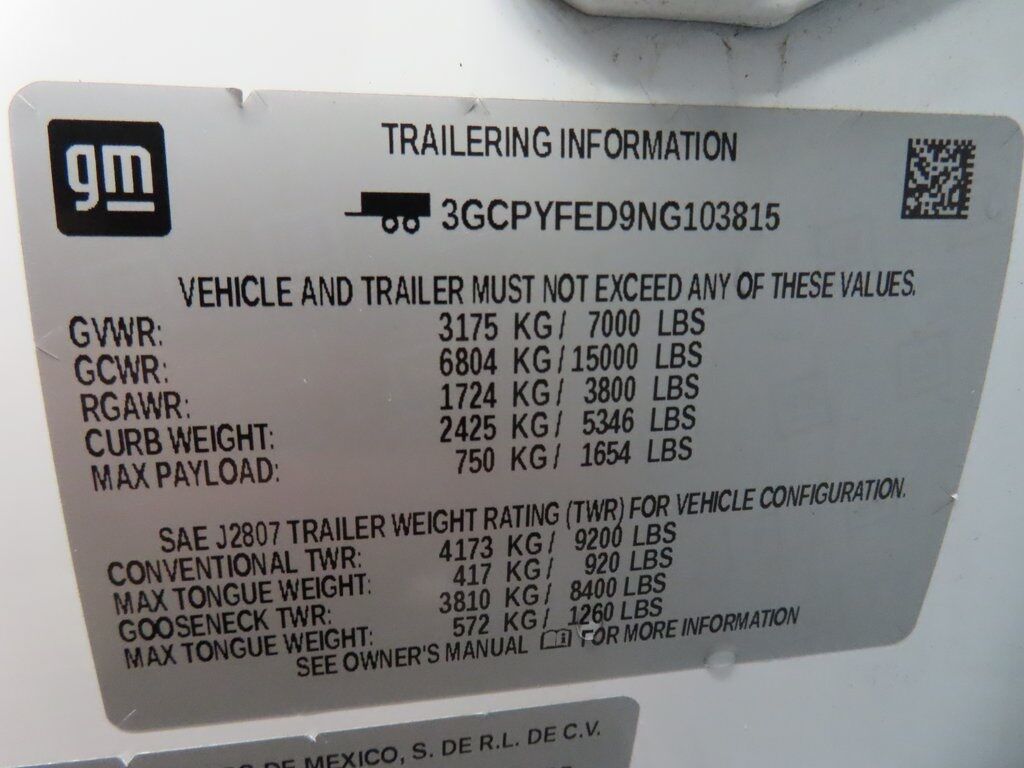 gm
TRAILERING INFORMATION
3GCPYFED9NG103815
VEHICLE AND TRAILER MUST NOT EXCEED ANY OF THESE VALUES.
GVWR: 3175 KG/ 7000 LBS
GCWR: 6804 KG/15000 LBS
RGAWR: 1724 KG/ 3800 LBS
CURB WEIGHT: 2425 KG/ 5346 LBS
MAX PAYLOAD: 750 KG/ 1654 LBS
SAE J2807 TRAILER WEIGHT RATING (TWR) FOR VEHICLE CONFIGURATION.
CONVENTIONAL TWR: 4173 KG/ 9200 LBS
MAX TONGUE WEIGHT: 417 KG/ 920 LBS
GOOSENECK TWR: 3810 KG/ 8400 LBS
MAX TONGUE WEIGHT: 572 KG/ 1260 LBS
SEE OWNER'S MANUAL FOR MORE INFORMATION
DE MEXICO, S. DE R.L. DE C.V.